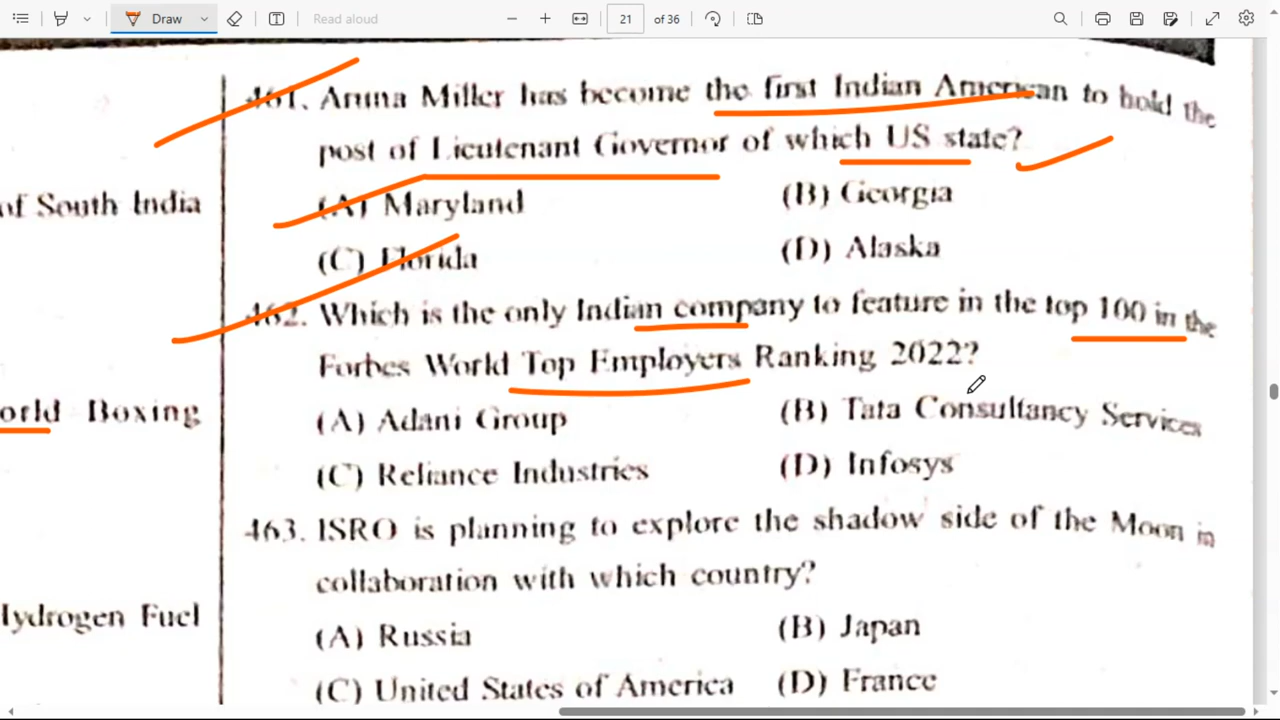 Draw
Read aloud
21 of 36
461. Aruna Miller has become the first Indian American to hold the
post of Lieutenant Governor of which US state?
(A) Maryland (B) Georgia
(C) Florida (D) Alaska
462. Which is the only Indian company to feature in the top 100 in the
Forbes World Top Employers Ranking 2022?
(A) Adani Group (B) Tata Consultancy Services
(C) Reliance Industries (D) Infosys
463. ISRO is planning to explore the shadow side of the Moon in
collaboration with which country?
(A) Russia (B) Japan
(C) United States of America (D) France
of South India
orld Boxing
Hydrogen Fuel